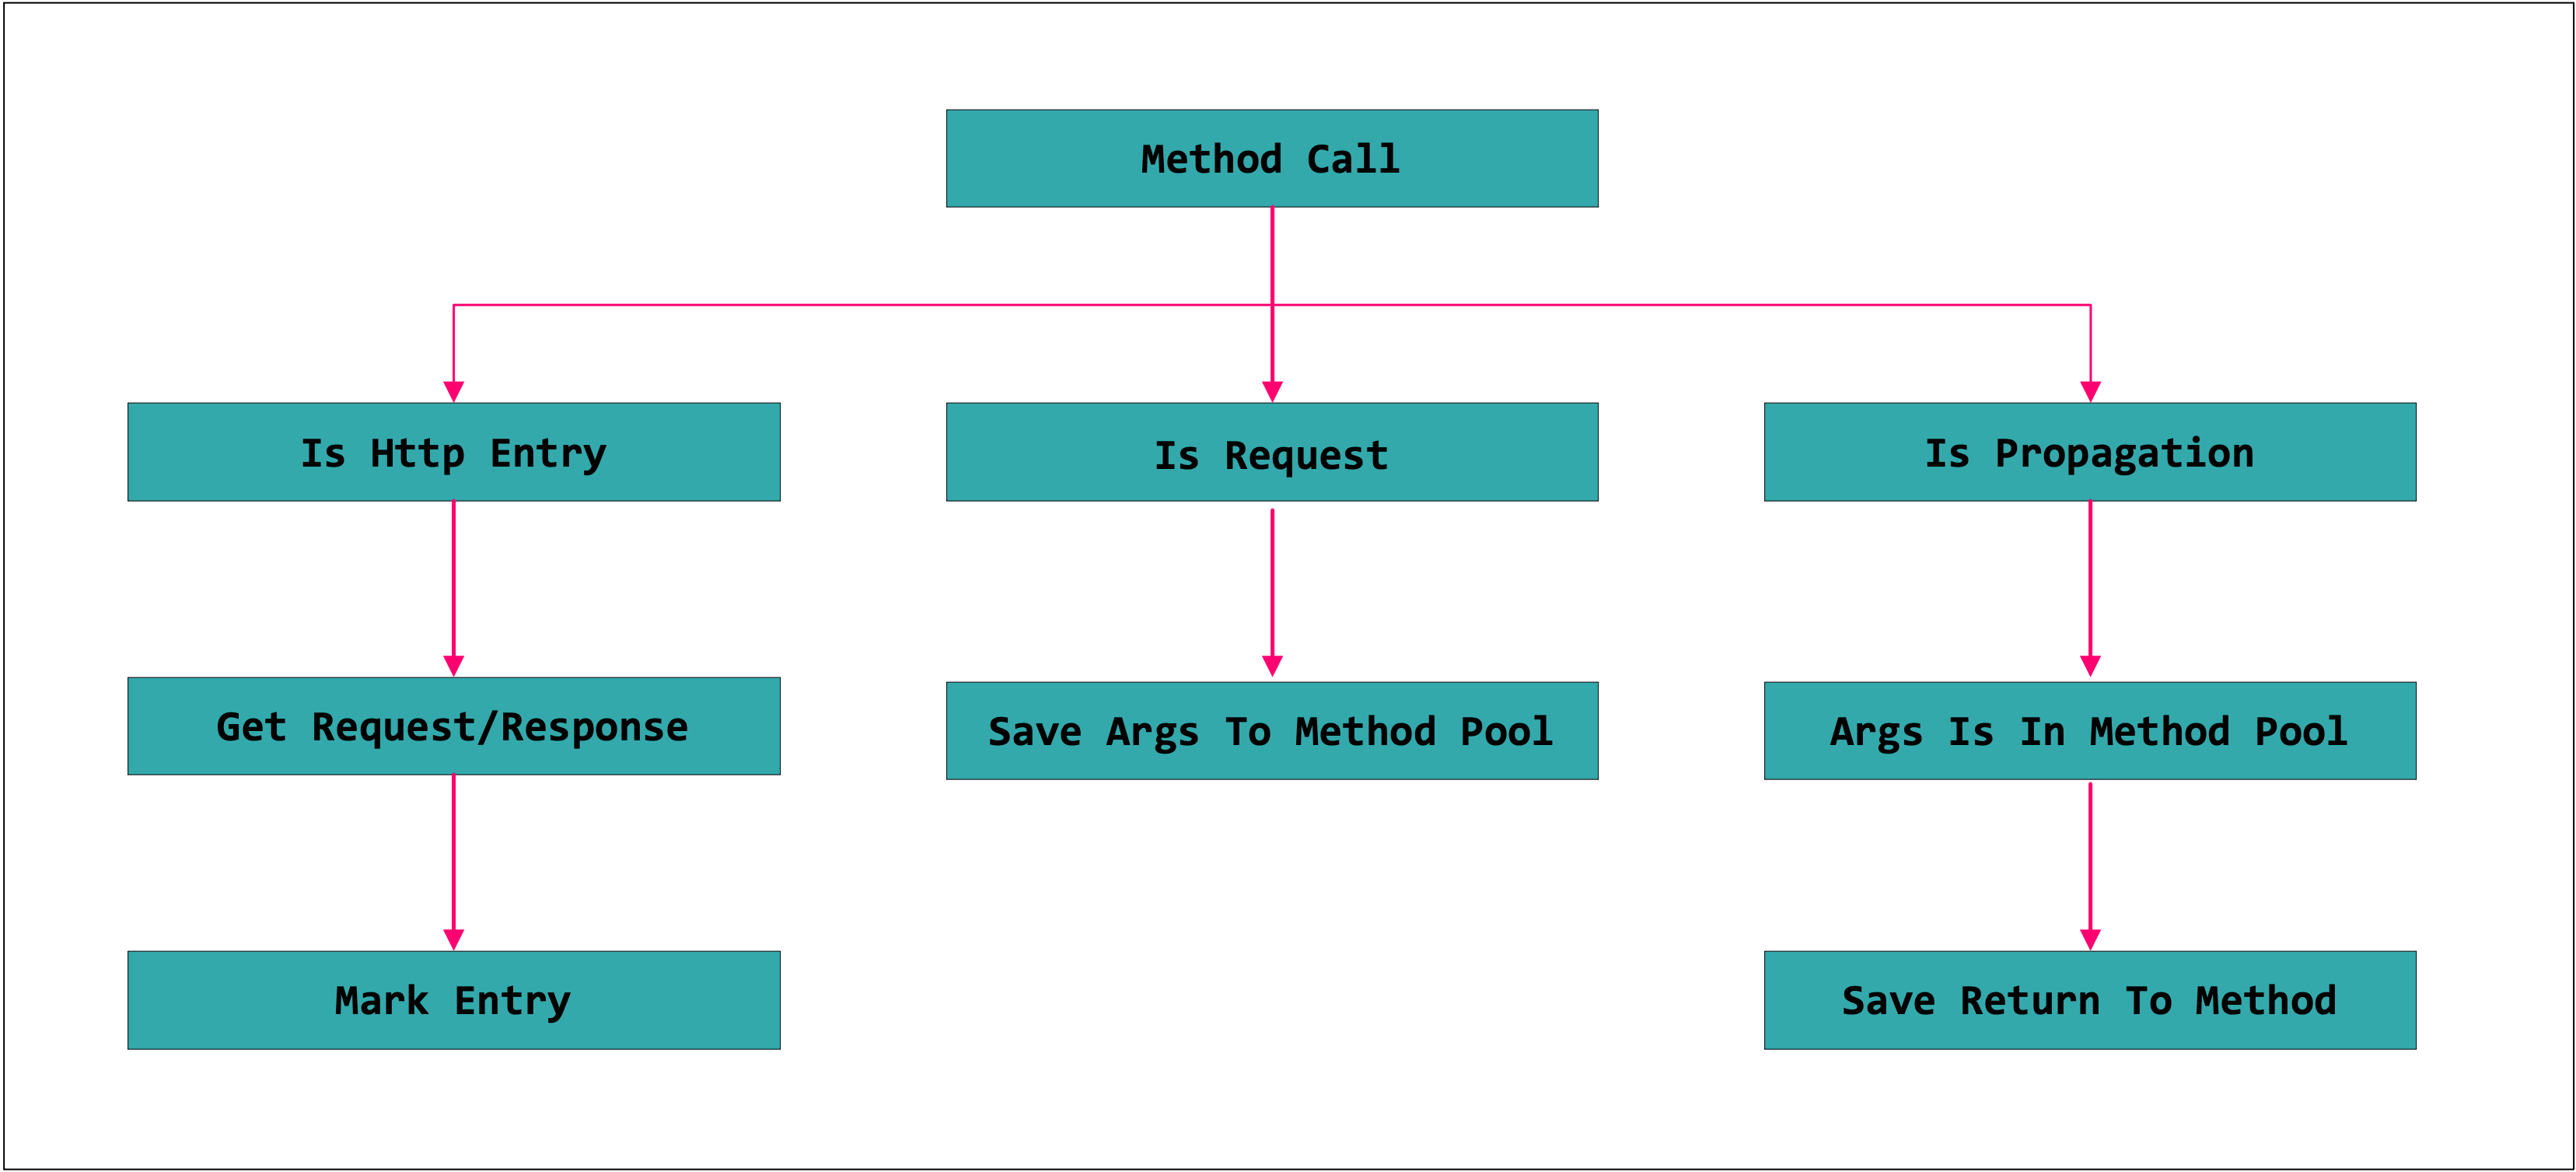 Method Call
Is Http Entry
Is Request
Is Propagation
Get Request/Response
Save Args To Method Pool
Args Is In Method Pool
Mark Entry
Save Return To Method